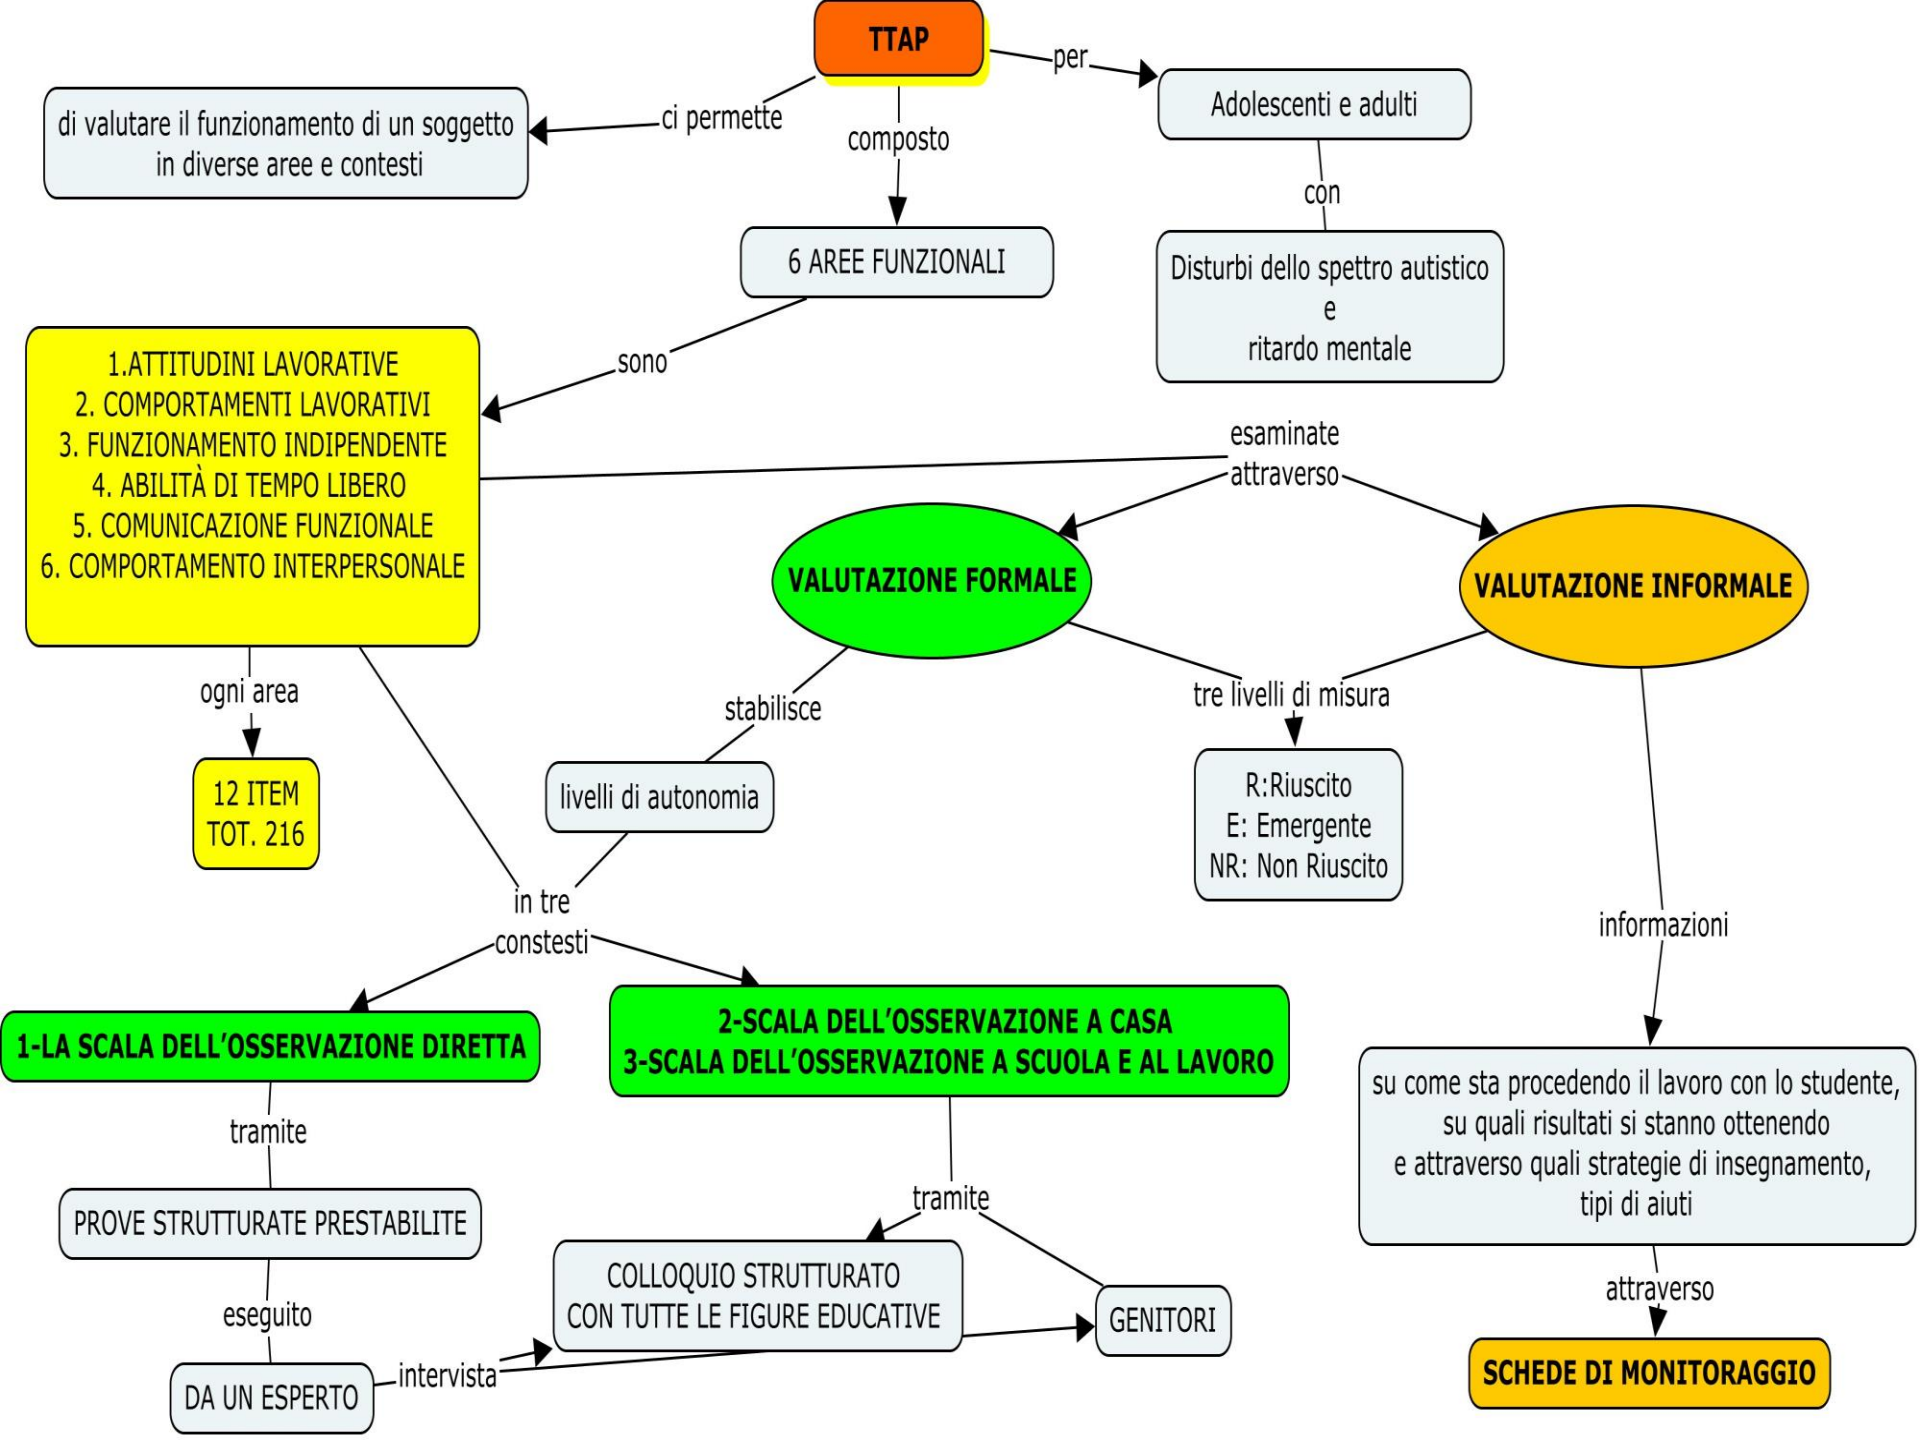 TTAP
per
ci permette
composto
Adolescenti e adulti
di valutare il funzionamento di un soggetto
in diverse aree e contesti
con
6 AREE FUNZIONALI
Disturbi dello spettro autistico
e
ritardo mentale
sono
1.ATTITUDINI LAVORATIVE
2. COMPORTAMENTI LAVORATIVI
3. FUNZIONAMENTO INDIPENDENTE
4. ABILITÀ DI TEMPO LIBERO
5. COMUNICAZIONE FUNZIONALE
6. COMPORTAMENTO INTERPERSONALE
esaminate
attraverso
VALUTAZIONE FORMALE
VALUTAZIONE INFORMALE
ogni area
stabilisce
tre livelli di misura
12 ITEM
TOT. 216
livelli di autonomia
R:Riuscito
E: Emergente
NR: Non Riuscito
in tre
constesti
informazioni
1-LA SCALA DELL'OSSERVAZIONE DIRETTA
2-SCALA DELL'OSSERVAZIONE A CASA
3-SCALA DELL'OSSERVAZIONE A SCUOLA E AL LAVORO
su come sta procedendo il lavoro con lo studente,
su quali risultati si stanno ottenendo
e attraverso quali strategie di insegnamento,
tipi di aiuti
tramite
tramite
PROVE STRUTTURATE PRESTABILITE
COLLOQUIO STRUTTURATO
CON TUTTE LE FIGURE EDUCATIVE
GENITORI
attraverso
eseguito
SCHEDE DI MONITORAGGIO
DA UN ESPERTO
intervista